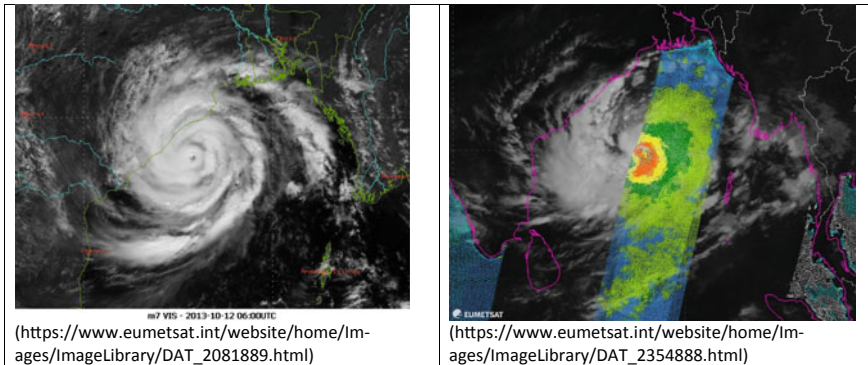 m7 VIS - 2013-10-12 06:00UTC
(https://www.eumetsat.int/website/home/Im-
ages/ImageLibrary/DAT_2081889.html)
EUMETSAT
(https://www.eumetsat.int/website/home/Im-
ages/ImageLibrary/DAT_2354888.html)